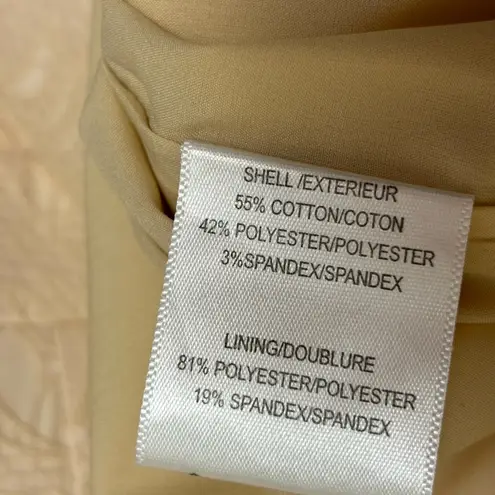 SHELL /EXTERIEUR
55% COTTON/COTON
42% POLYESTER/POLYESTER
3%SPANDEX/SPANDEX
LINING/DOUBLURE
81% POLYESTER/POLYESTER
19% SPANDEX/SPANDEX